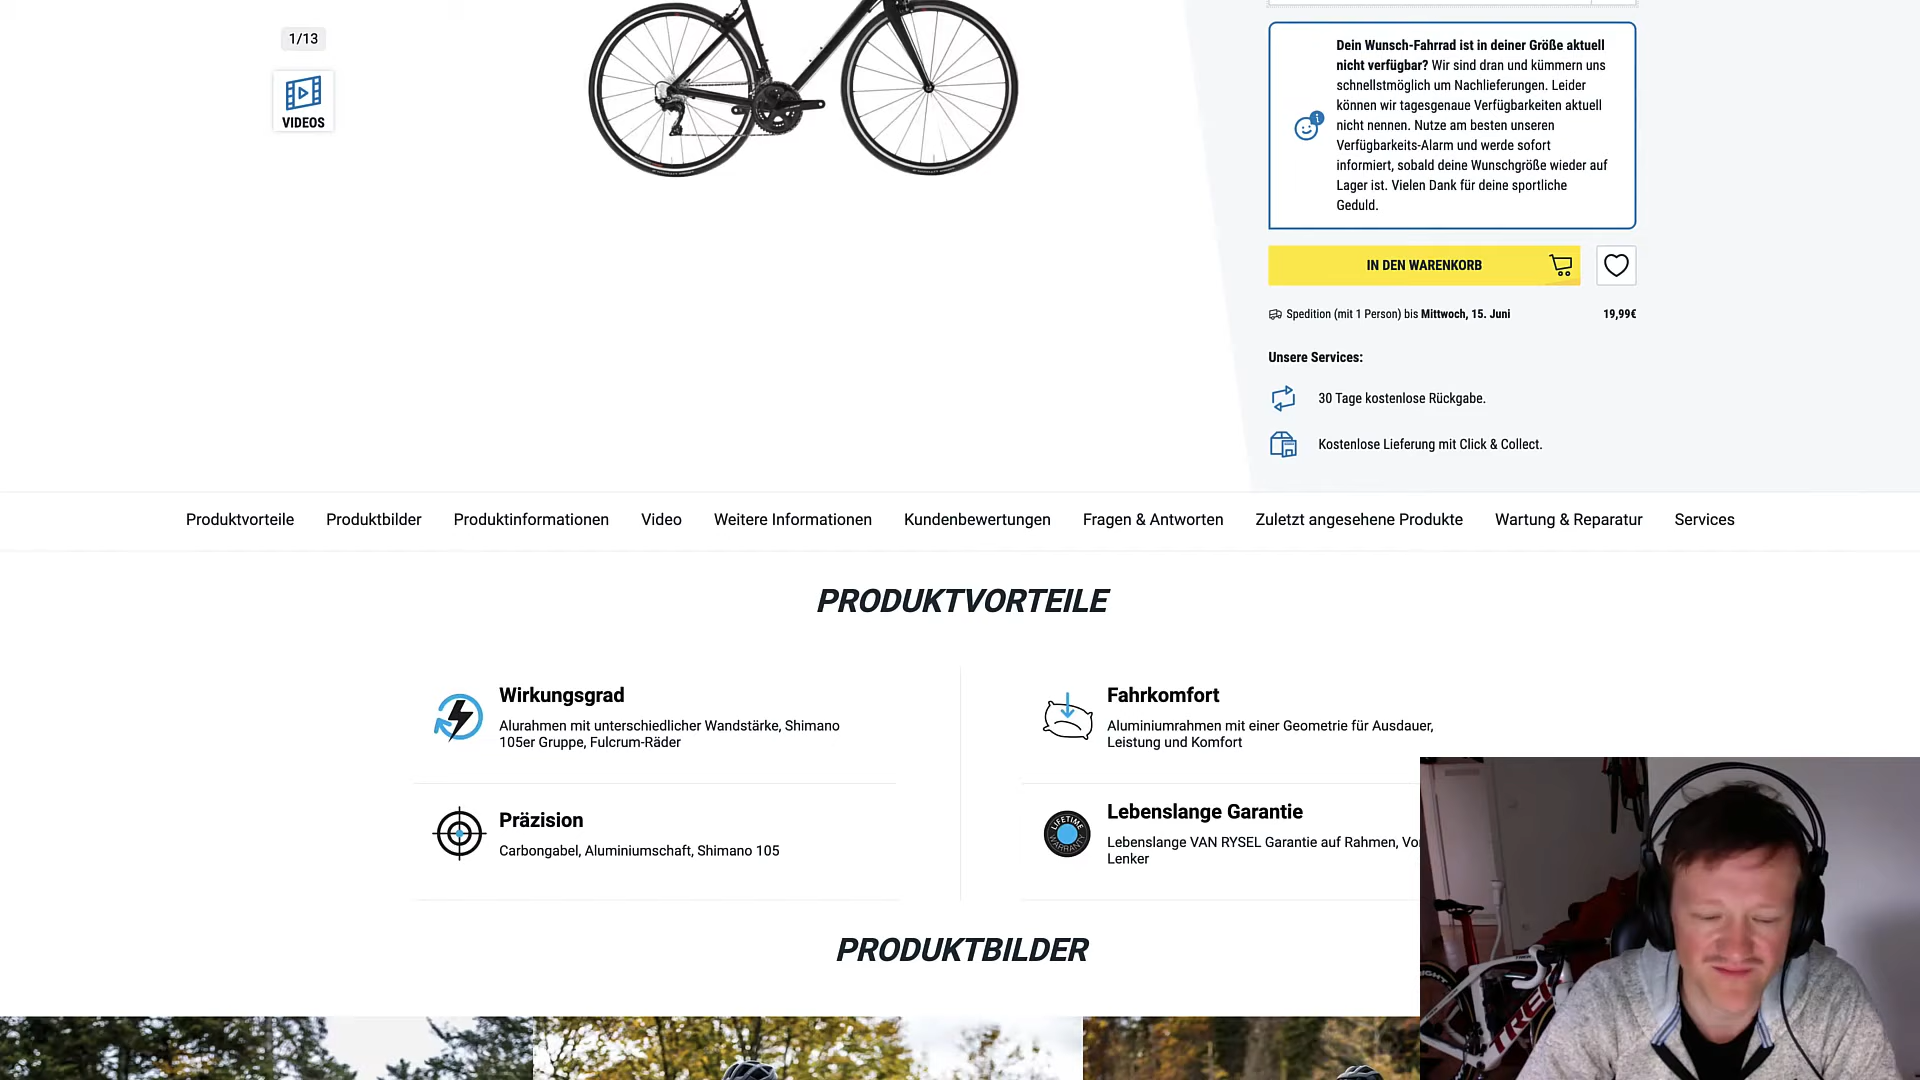 1/13
VIDEOS
Dein Wunsch-Fahrrad ist in deiner Größe aktuell
nicht verfügbar? Wir sind dran und kümmern uns
schnellstmöglich um Nachlieferungen. Leider
können wir tagesgenaue Verfügbarkeiten aktuell
nicht nennen. Nutze am besten unseren
Verfügbarkeits-Alarm und werde sofort
informiert, sobald deine Wunschgröße wieder auf
Lager ist. Vielen Dank für deine sportliche
Geduld.
IN DEN WARENKORB
Spedition (mit 1 Person) bis Mittwoch, 15. Juni 19,99€
Unsere Services:
30 Tage kostenlose Rückgabe.
Kostenlose Lieferung mit Click & Collect.
Produktvorteile Produktbilder Produktinformationen Video Weitere Informationen Kundenbewertungen Fragen & Antworten Zuletzt angesehene Produkte Wartung & Reparatur Services
PRODUKTVORTEILE
Wirkungsgrad
Alurahmen mit unterschiedlicher Wandstärke, Shimano
105er Gruppe, Fulcrum-Räder
Fahrkomfort
Aluminiumrahmen mit einer Geometrie für Ausdauer,
Leistung und Komfort
Präzision
Carbongabel, Aluminiumschaft, Shimano 105
LIFETIME
WARRANTY
Lebenslange Garantie
Lebenslange VAN RYSEL Garantie auf Rahmen,
Lenker
PRODUKTBILDER
TREK